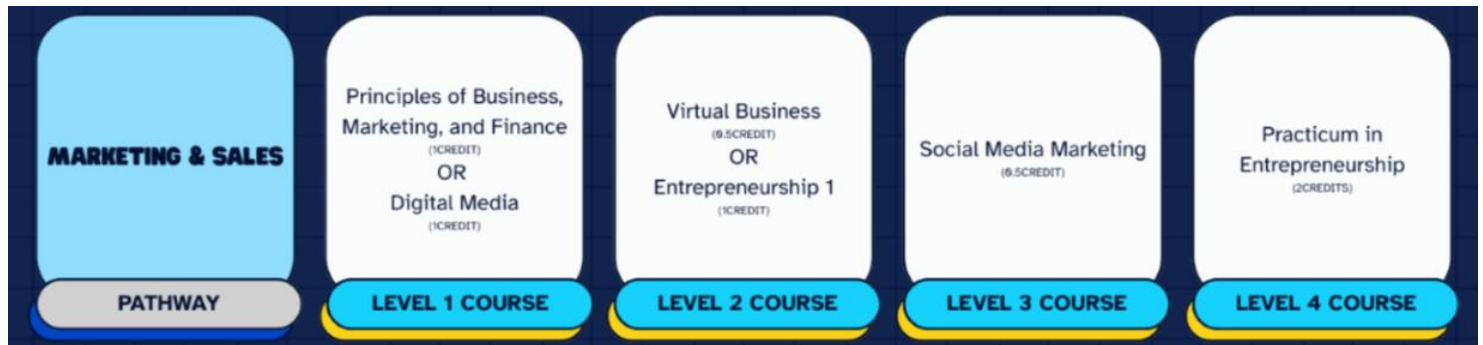 MARKETING & SALES
PATHWAY
Principles of Business,
Marketing, and Finance
(1CREDIT)
OR
Digital Media
(1CREDIT)
LEVEL 1 COURSE
Virtual Business
(0.5CREDIT)
OR
Entrepreneurship 1
(1CREDIT)
LEVEL 2 COURSE
Social Media Marketing
(0.5CREDIT)
LEVEL 3 COURSE
Practicum in
Entrepreneurship
(2CREDITS)
LEVEL 4 COURSE